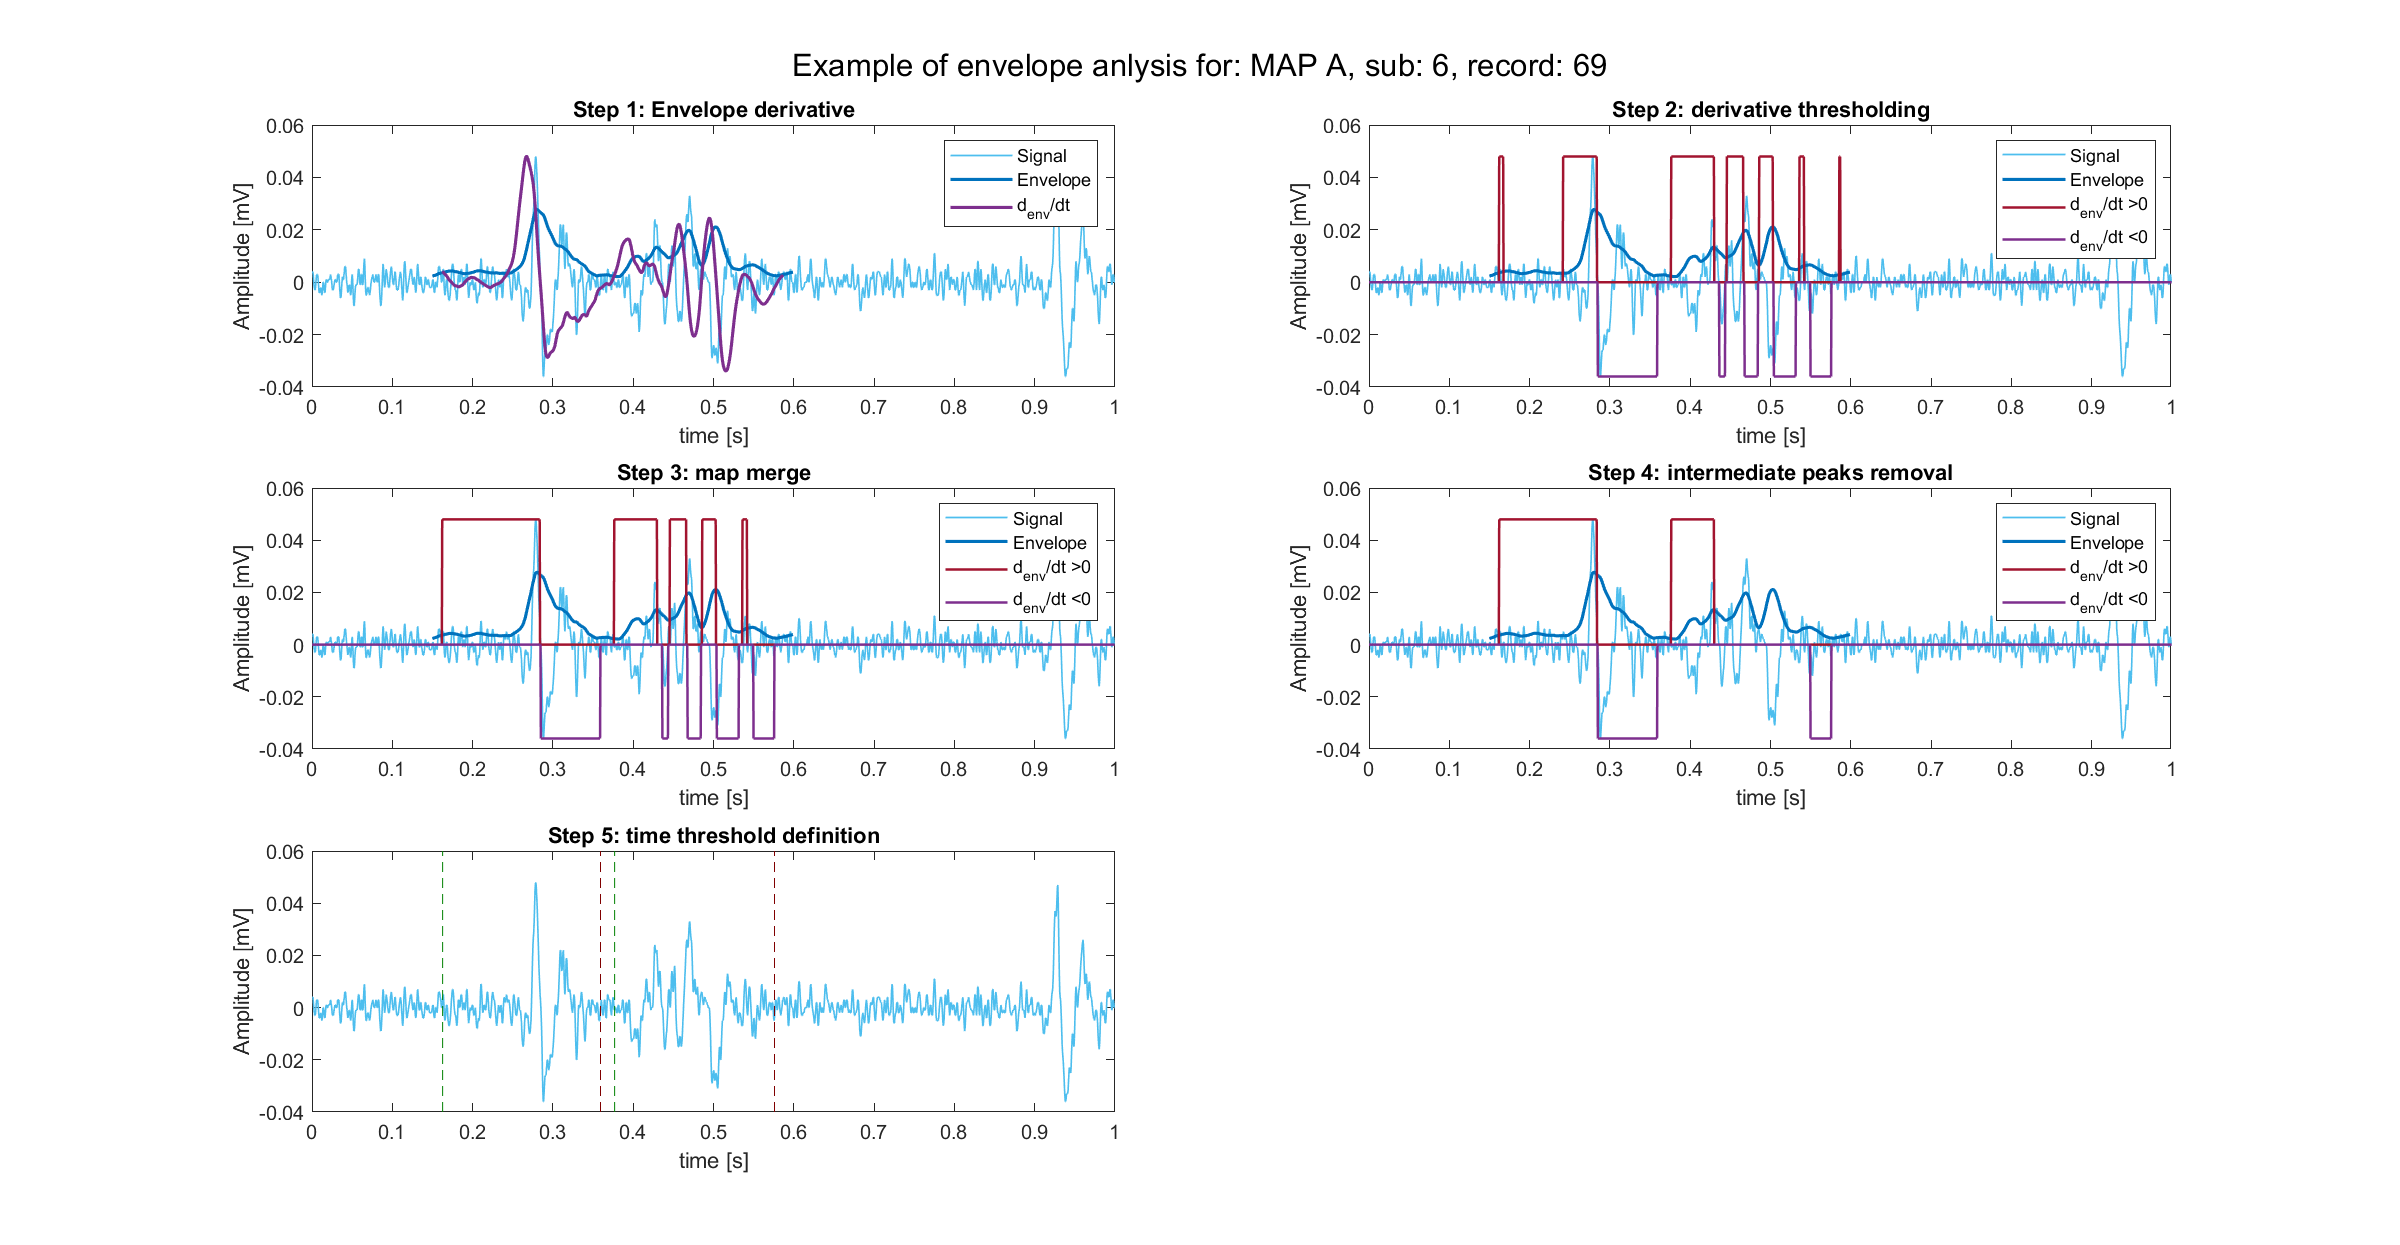 Example of envelope anlysis for: MAP A, sub: 6, record: 69
Step 1: Envelope derivative
0.06
0.04
0.02
0
-0.02
-0.04
Amplitude [mV]
0 0.1 0.2 0.3 0.4 0.5 0.6 0.7 0.8 0.9 1
time [s]
Signal
Envelope
d_env/dt
Step 2: derivative thresholding
0.06
0.04
0.02
0
-0.02
-0.04
Amplitude [mV]
0 0.1 0.2 0.3 0.4 0.5 0.6 0.7 0.8 0.9 1
time [s]
Signal
Envelope
d_env/dt >0
d_env/dt <0
Step 3: map merge
0.06
0.04
0.02
0
-0.02
-0.04
Amplitude [mV]
0 0.1 0.2 0.3 0.4 0.5 0.6 0.7 0.8 0.9 1
time [s]
Signal
Envelope
d_env/dt >0
d_env/dt <0
Step 4: intermediate peaks removal
0.06
0.04
0.02
0
-0.02
-0.04
Amplitude [mV]
0 0.1 0.2 0.3 0.4 0.5 0.6 0.7 0.8 0.9 1
time [s]
Signal
Envelope
d_env/dt >0
d_env/dt <0
Step 5: time threshold definition
0.06
0.04
0.02
0
-0.02
-0.04
Amplitude [mV]
0 0.1 0.2 0.3 0.4 0.5 0.6 0.7 0.8 0.9 1
time [s]